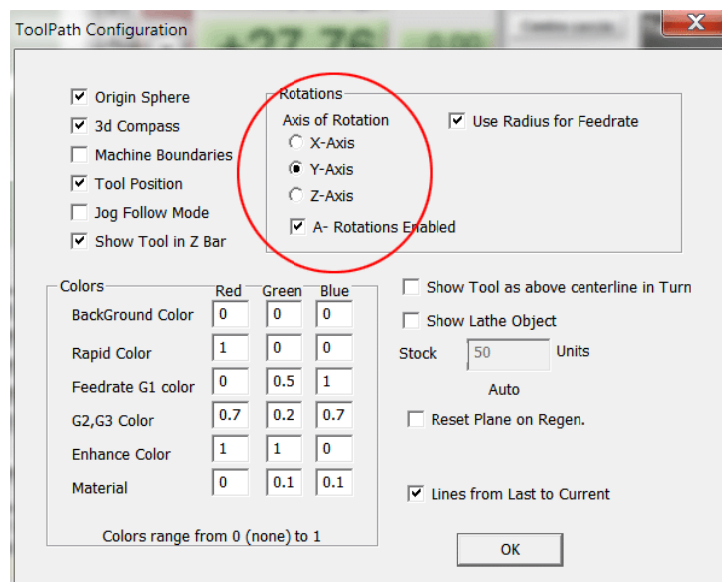 +27.76
0.00
ToolPath Configuration
Origin Sphere
3d Compass
Machine Boundaries
Tool Position
Jog Follow Mode
Show Tool in Z Bar
Rotations
Axis of Rotation
X-Axis
Y-Axis
Z-Axis
A- Rotations Enabled
Use Radius for Feedrate
Colors
Red Green Blue
BackGround Color 0 0 0
Rapid Color 1 0 0
Feedrate G1 color 0 0.5 1
G2,G3 Color 0.7 0.2 0.7
Enhance Color 1 1 0
Material 0 0.1 0.1
Colors range from 0 (none) to 1
Show Tool as above centerline in Turn
Show Lathe Object
Stock 50 Units
Auto
Reset Plane on Regen.
Lines from Last to Current
OK